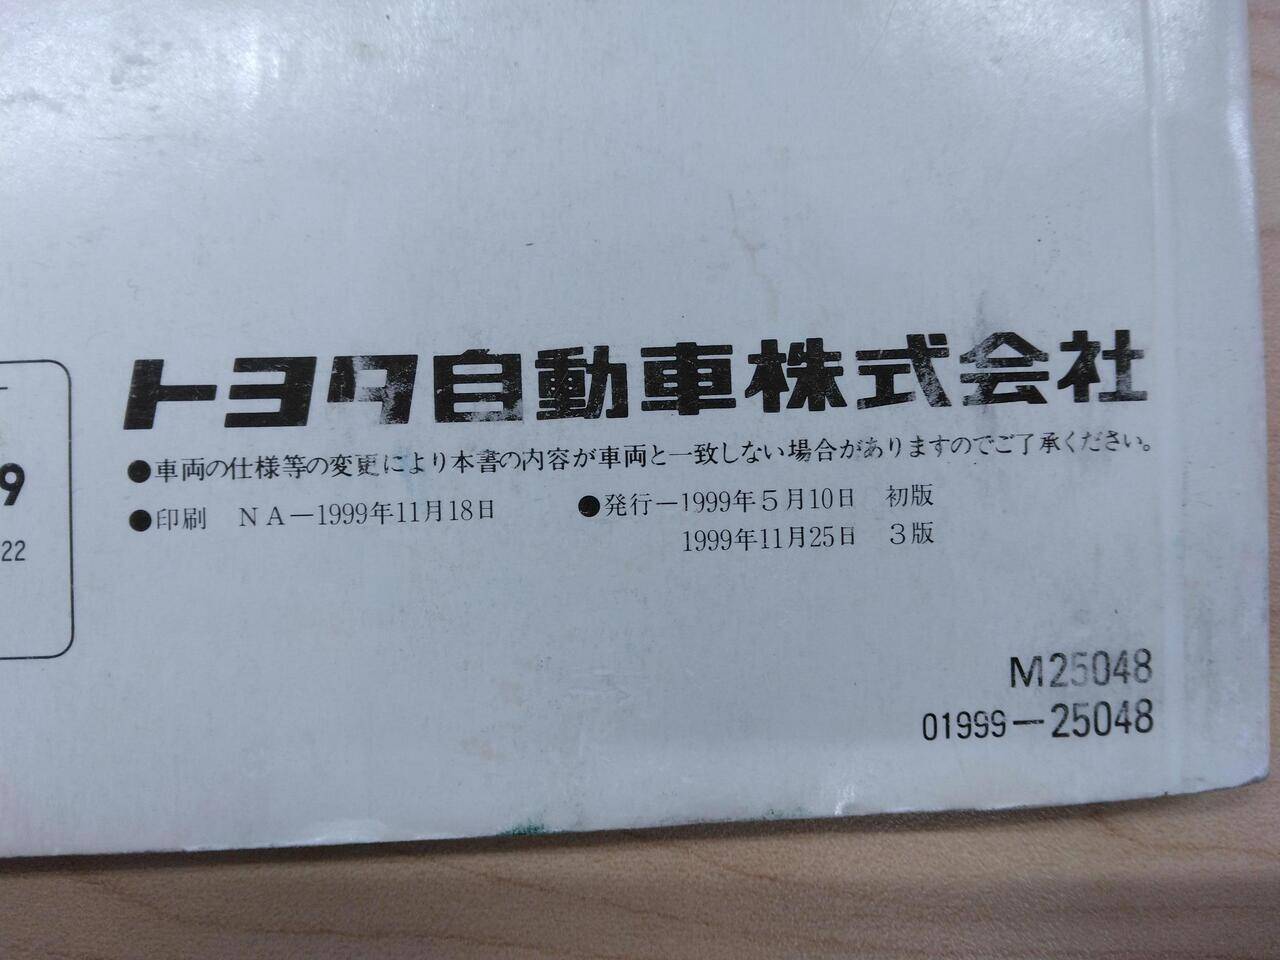 トヨタ自動車株式会社
●車両の仕様等の変更により本書の内容が車両と一致しない場合がありますのでご了承ください。
●印刷 NA-1999年11月18日 ●発行-1999年5月10日 初版
1999年11月25日 3版
9
22
M25048
01999-25048